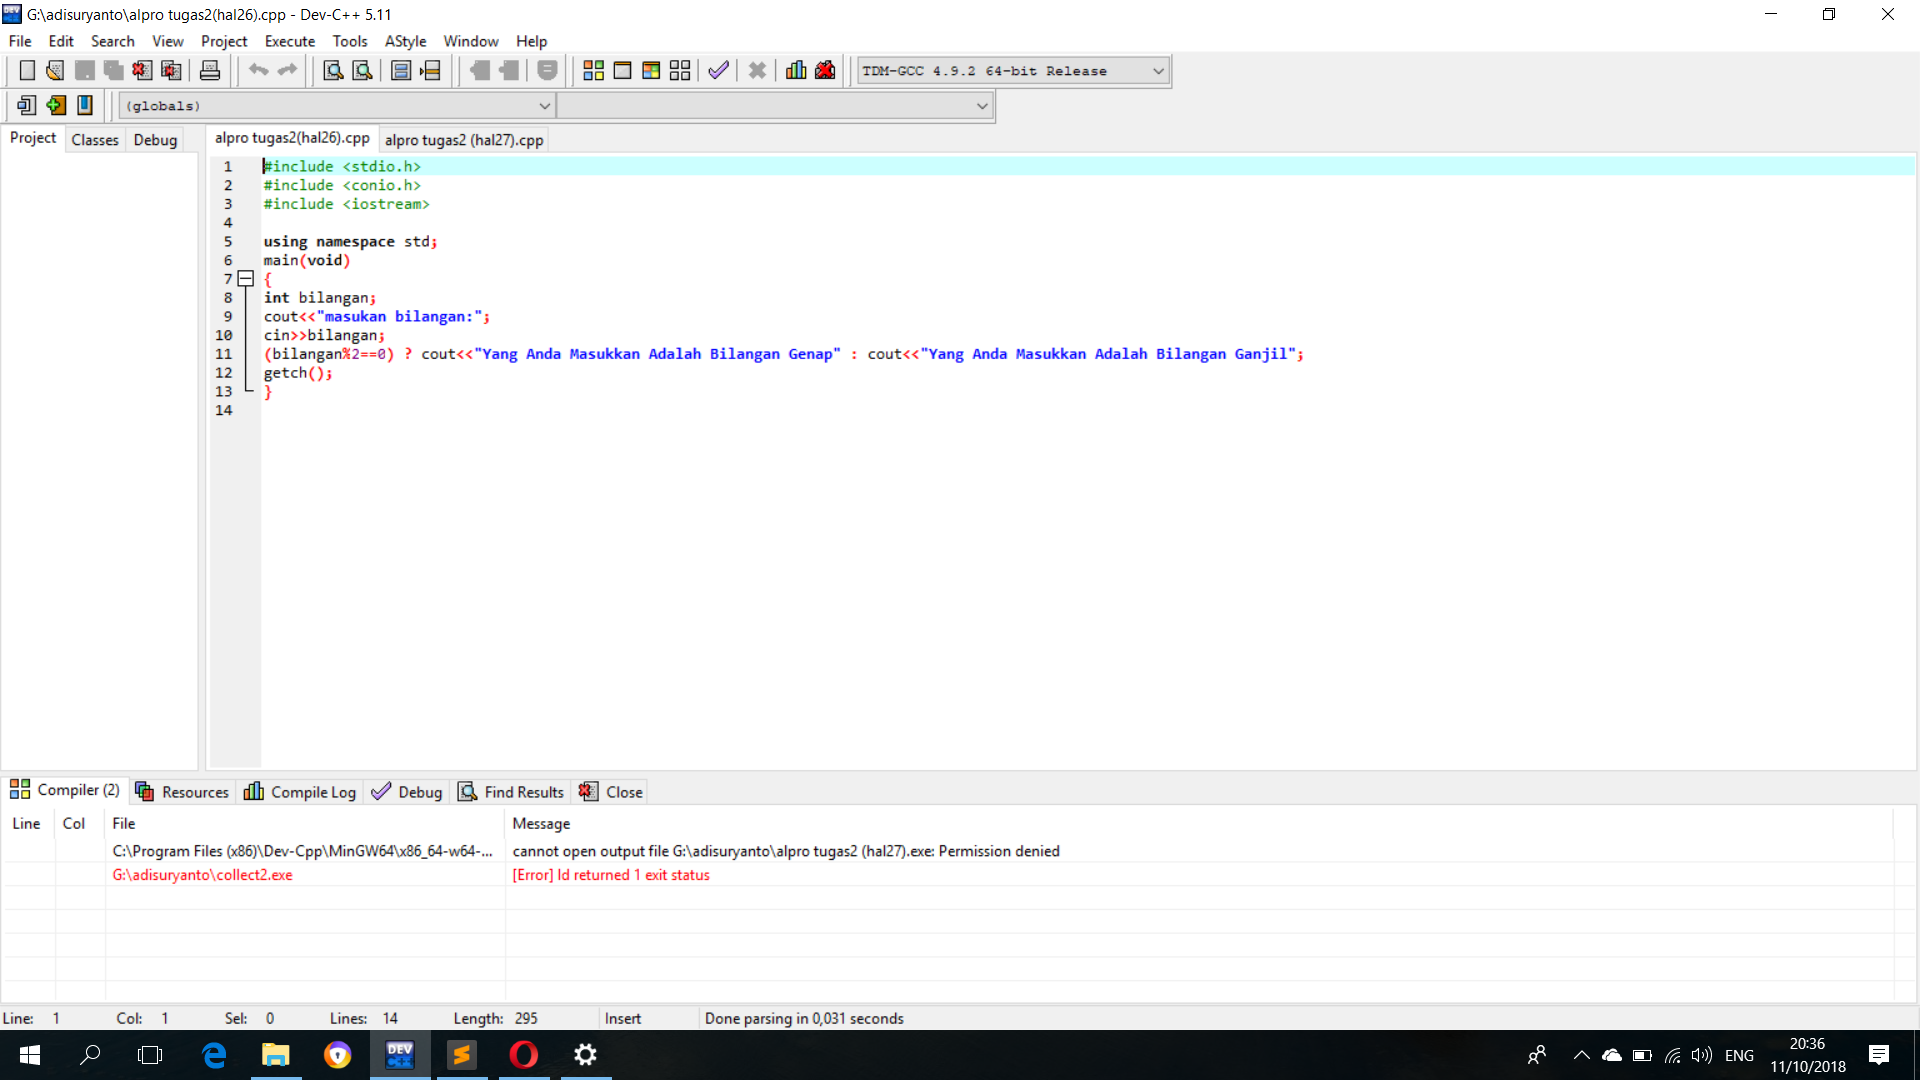 G:\adisuryanto\alpro tugas2(hal26).cpp - Dev-C++ 5.11
File Edit Search View Project Execute Tools AStyle Window Help
TDM-GCC 4.9.2 64-bit Release
(globals)
Project Classes Debug alpro tugas2(hal26).cpp alpro tugas2 (hal27).cpp
1 #include <stdio.h>
2 #include <conio.h>
3 #include <iostream>
4
5 using namespace std;
6 main(void)
7 {
8 int bilangan;
9 cout<<"masukan bilangan:";
10 cin>>bilangan;
11 (bilangan%2==0) ? cout<<"Yang Anda Masukkan Adalah Bilangan Genap" : cout<<"Yang Anda Masukkan Adalah Bilangan Ganjil";
12 getch();
13 }
14
Compiler (2) Resources Compile Log Debug Find Results Close
Line Col File Message
C:\Program Files (x86)\Dev-Cpp\MinGW64\x86_64-w64-... cannot open output file G:\adisuryanto\alpro tugas2 (hal27).exe: Permission denied
G:\adisuryanto\collect2.exe [Error] ld returned 1 exit status
Line: 1 Col: 1 Sel: 0 Lines: 14 Length: 295 Insert Done parsing in 0,031 seconds
DEV C++
ENG
20:36
11/10/2018